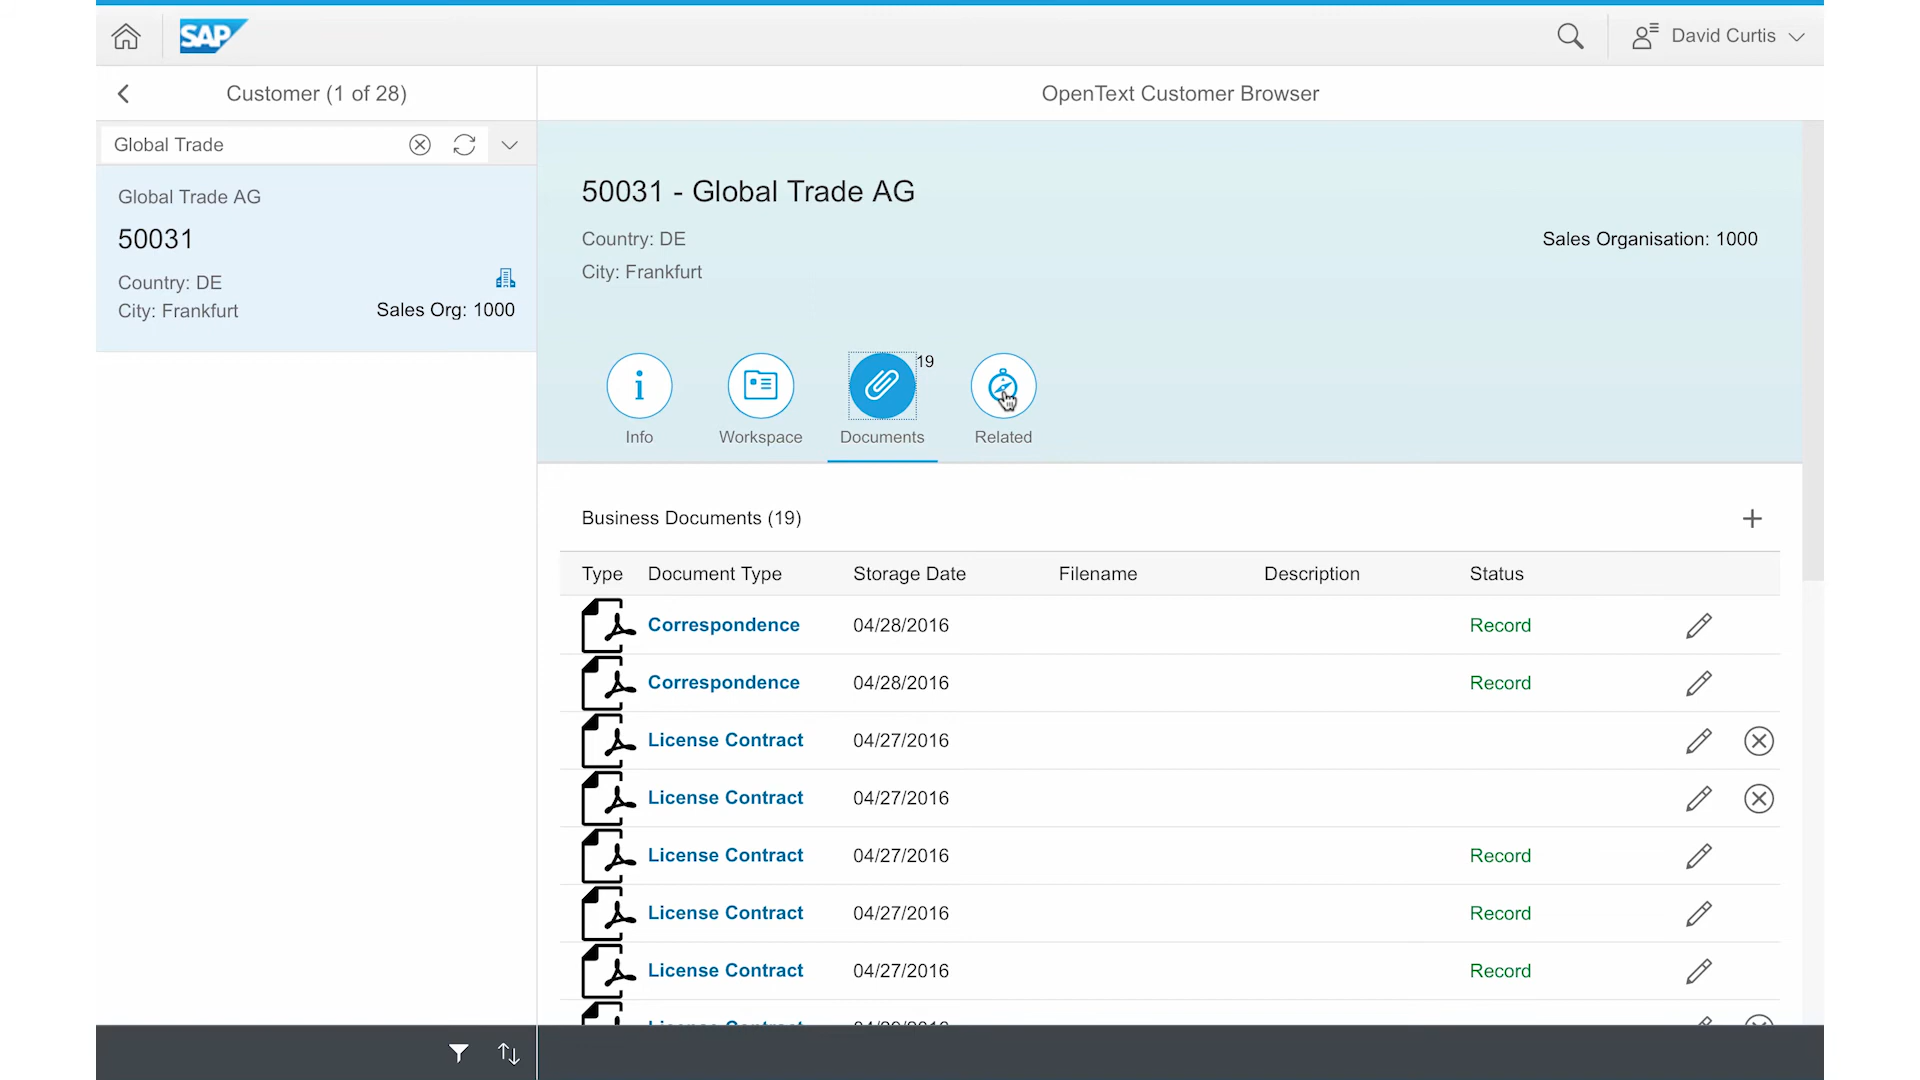 SAP
David Curtis
Customer (1 of 28)
OpenText Customer Browser
Global Trade
Global Trade AG
50031
Country: DE
City: Frankfurt
Sales Org: 1000
50031 - Global Trade AG
Country: DE
Sales Organisation: 1000
City: Frankfurt
19
Info
Workspace
Documents
Related
Business Documents (19)
Type Document Type Storage Date Filename Description Status
Correspondence 04/28/2016 Record
Correspondence 04/28/2016 Record
License Contract 04/27/2016
License Contract 04/27/2016
License Contract 04/27/2016 Record
License Contract 04/27/2016 Record
License Contract 04/27/2016 Record
License Contract